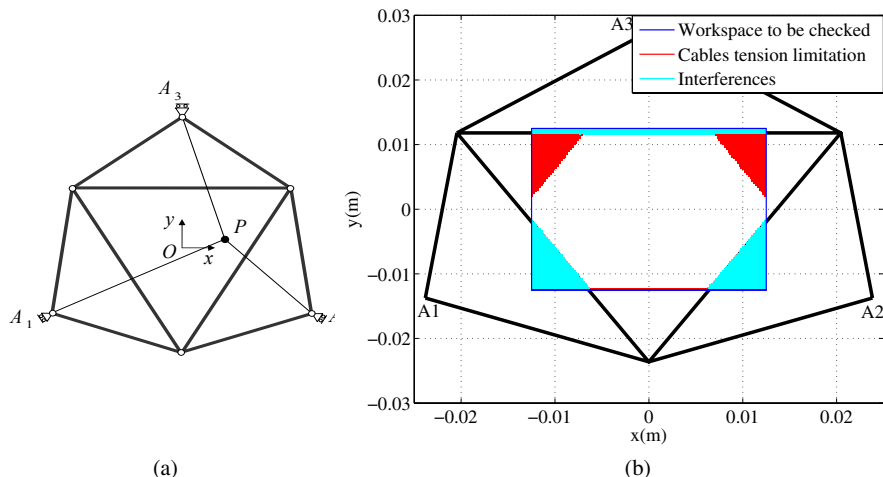 A3
y
P
O
x
A1
A
(a)
0.03
0.02
0.01
0
−0.01
−0.02
−0.03
y(m)
A3
Workspace to be checked
Cables tension limitation
Interferences
A1
A2
−0.02
−0.01
0
0.01
0.02
x(m)
(b)